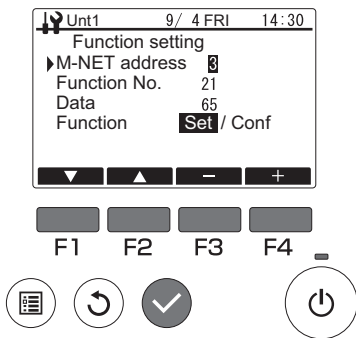 Unt1 9/ 4 FRI 14:30
Function setting
M-NET address 3
Function No. 21
Data 65
Function Set / Conf
− +
F1 F2 F3 F4